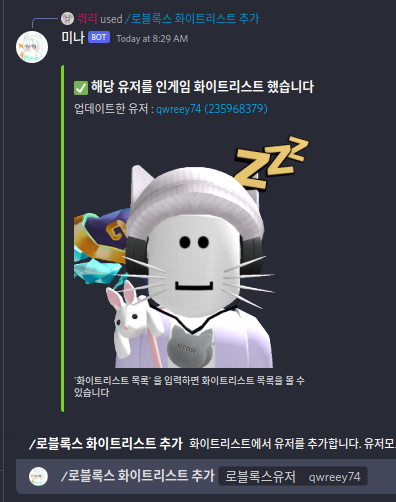 쿼리 used /로블록스 화이트리스트 추가
미나 BOT Today at 8:29 AM
✅ 해당 유저를 인게임 화이트리스트 했습니다
업데이트한 유저 : qwreey74 (235968379)
ZZZ
MEOW
'화이트리스트 목록' 을 입력하면 화이트리스트 목록을 볼 수
있습니다
/로블록스 화이트리스트 추가 화이트리스트에서 유저를 추가합니다. 유저모
/로블록스 화이트리스트 추가 로블록스유저 qwreey74